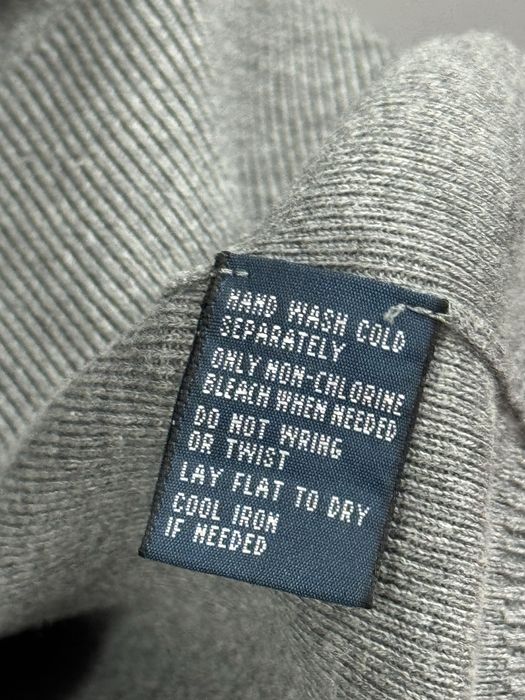 HAND WASH COLD
SEPARATELY
ONLY NON-CHLORINE
BLEACH WHEN NEEDED
DO NOT WRING
OR TWIST
LAY FLAT TO DRY
COOL IRON
IF NEEDED